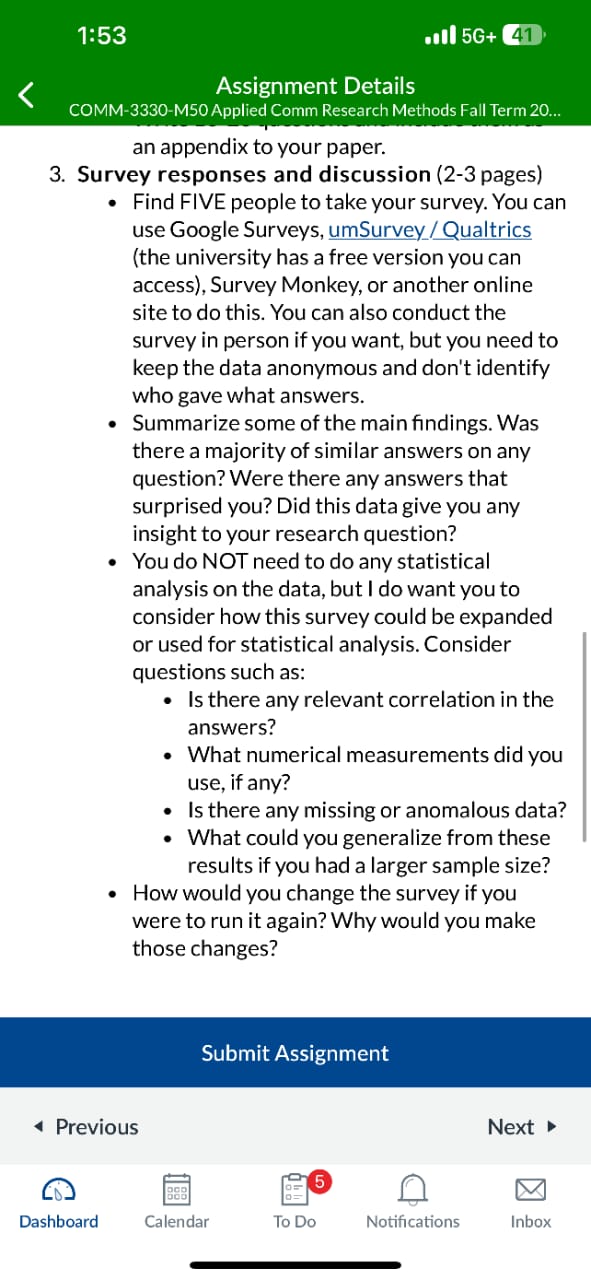 1:53
5G+ 41
Assignment Details
COMM-3330-M50 Applied Comm Research Methods Fall Term 20...
an appendix to your paper.
3. Survey responses and discussion (2-3 pages)
• Find FIVE people to take your survey. You can
use Google Surveys, umSurvey / Qualtrics
(the university has a free version you can
access), Survey Monkey, or another online
site to do this. You can also conduct the
survey in person if you want, but you need to
keep the data anonymous and don't identify
who gave what answers.
• Summarize some of the main findings. Was
there a majority of similar answers on any
question? Were there any answers that
surprised you? Did this data give you any
insight to your research question?
• You do NOT need to do any statistical
analysis on the data, but I do want you to
consider how this survey could be expanded
or used for statistical analysis. Consider
questions such as:
• Is there any relevant correlation in the
answers?
• What numerical measurements did you
use, if any?
• Is there any missing or anomalous data?
• What could you generalize from these
results if you had a larger sample size?
• How would you change the survey if you
were to run it again? Why would you make
those changes?
Submit Assignment
Previous
Next
5
Dashboard
Calendar
To Do
Notifications
Inbox